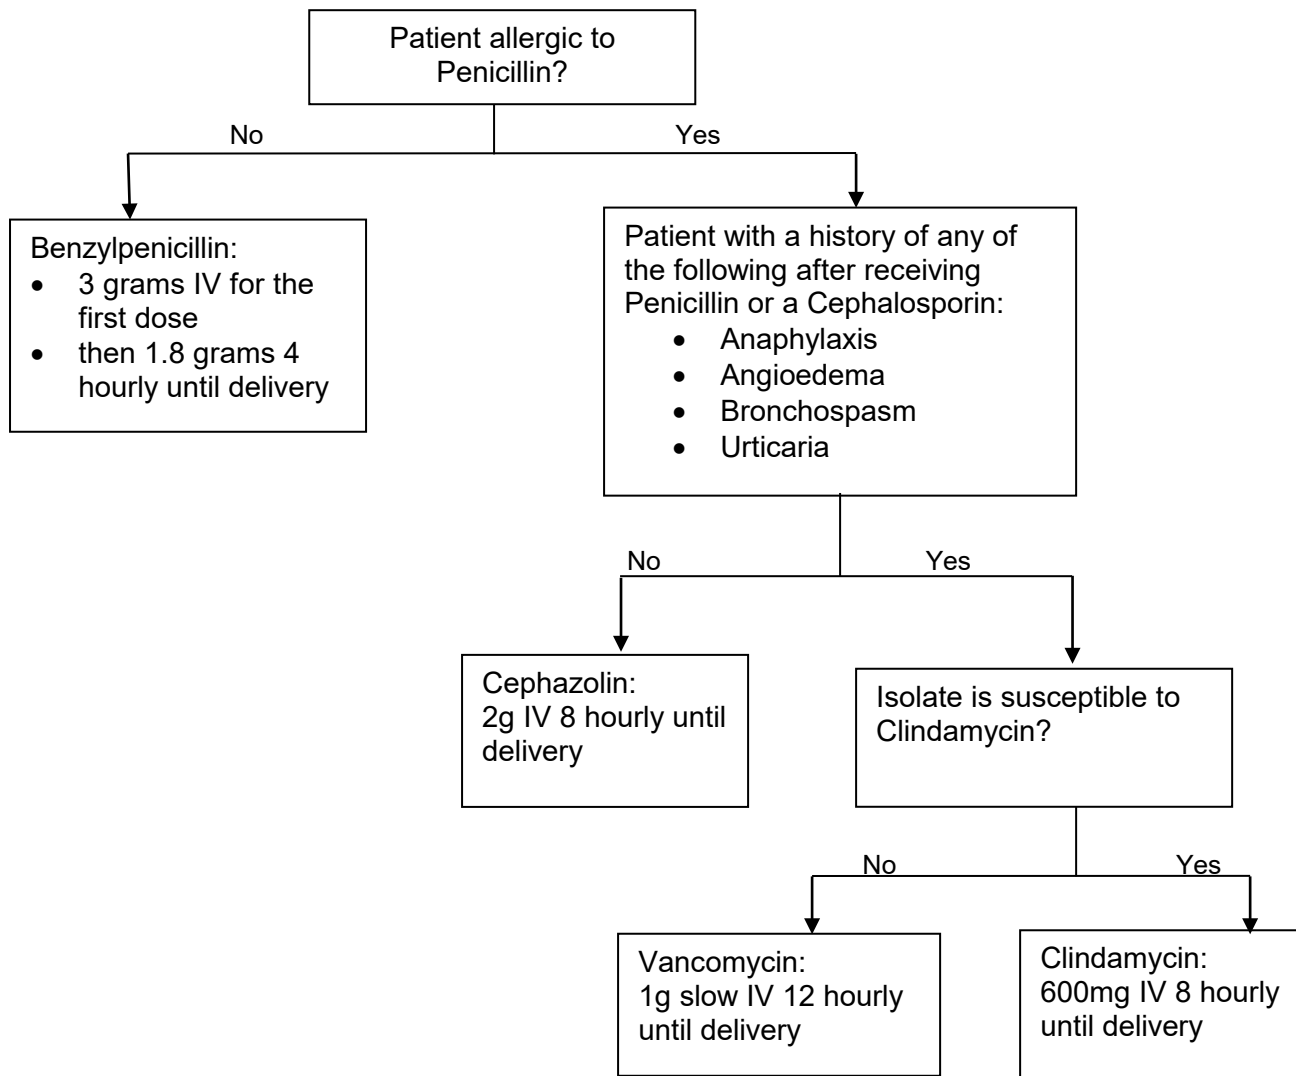 Patient allergic to
Penicillin?
No
Yes
Benzylpenicillin:
• 3 grams IV for the
first dose
• then 1.8 grams 4
hourly until delivery
Patient with a history of any of
the following after receiving
Penicillin or a Cephalosporin:
• Anaphylaxis
• Angioedema
• Bronchospasm
• Urticaria
No
Yes
Cephazolin:
2g IV 8 hourly until
delivery
Isolate is susceptible to
Clindamycin?
No
Yes
Vancomycin:
1g slow IV 12 hourly
until delivery
Clindamycin:
600mg IV 8 hourly
until delivery